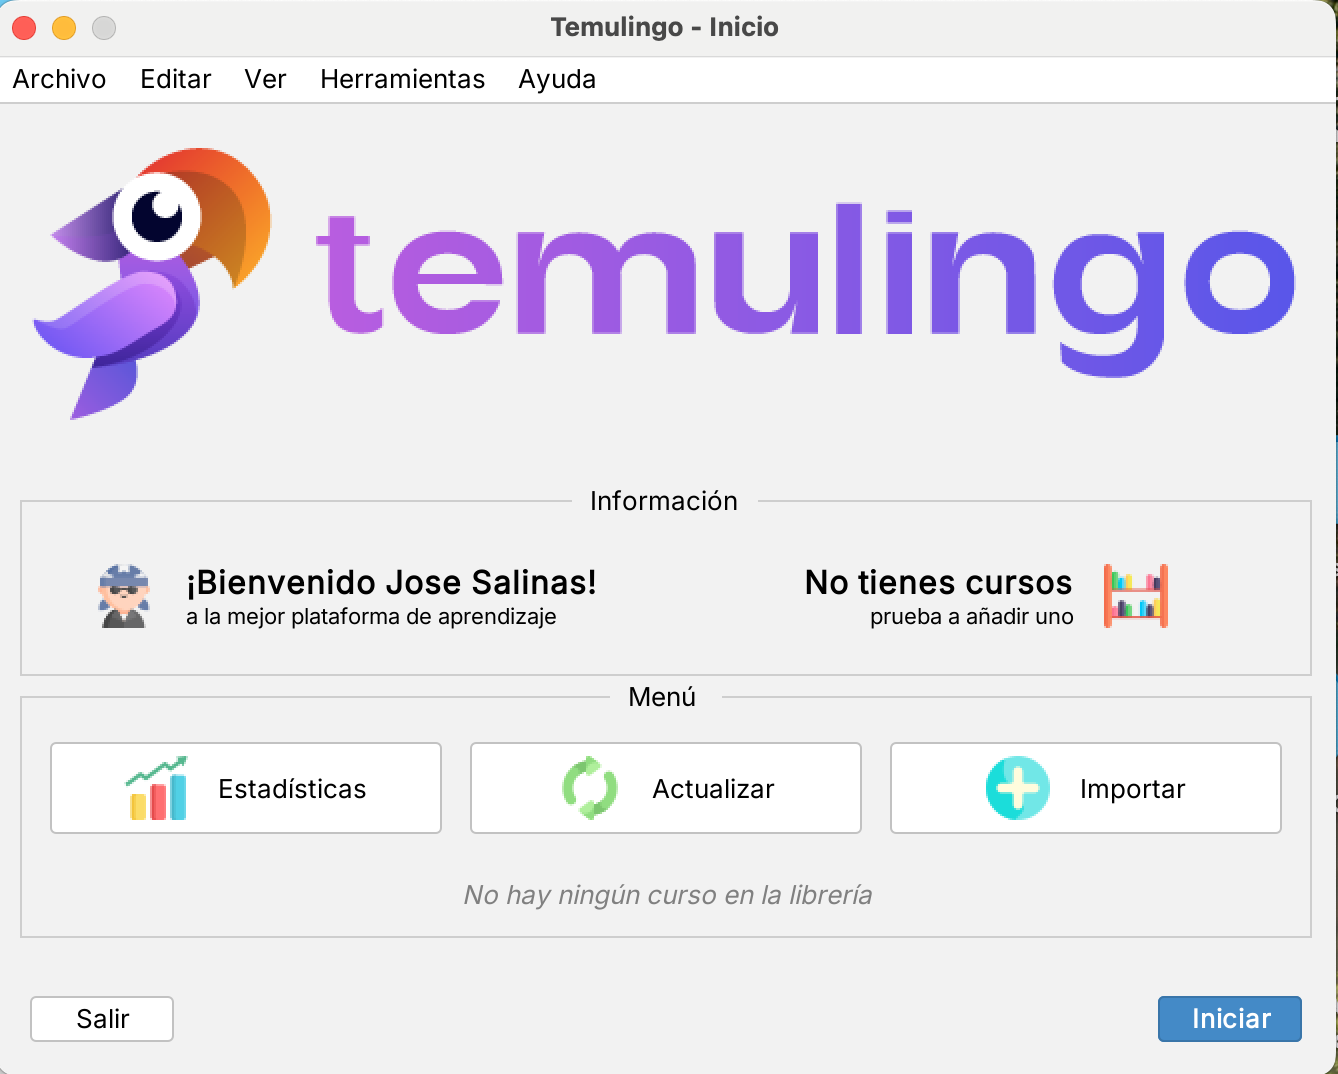 Temulingo - Inicio
Archivo Editar Ver Herramientas Ayuda
temulingo
Información
¡Bienvenido Jose Salinas!
a la mejor plataforma de aprendizaje
No tienes cursos
prueba a añadir uno
Menú
Estadísticas
Actualizar
Importar
No hay ningún curso en la librería
Salir
Iniciar